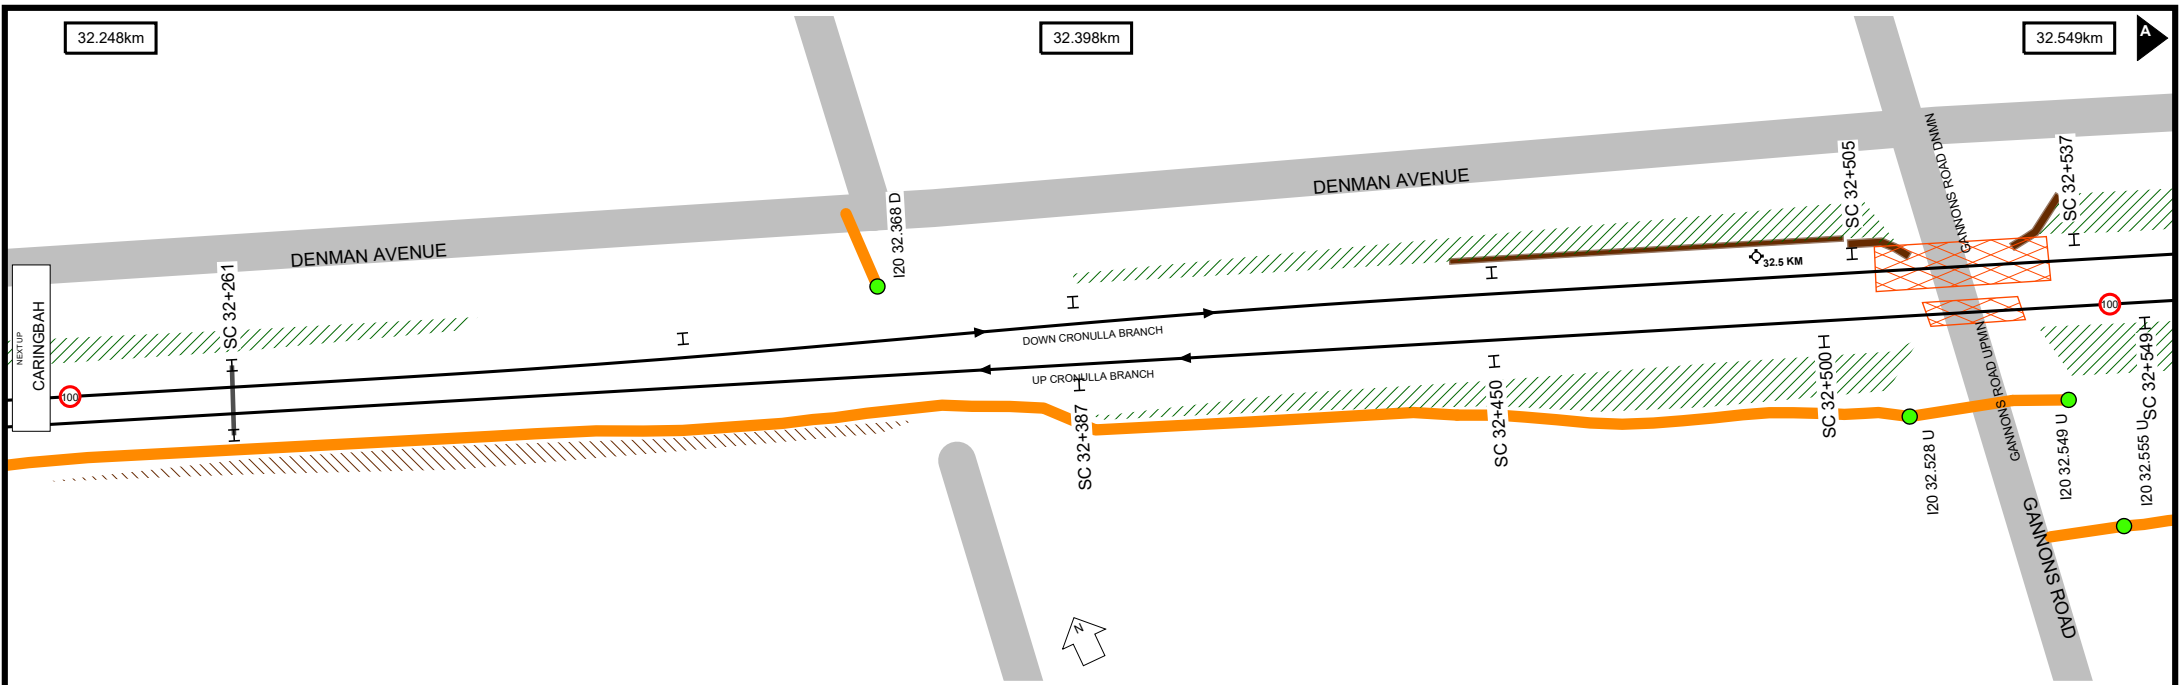 32.248km
32.398km
32.549km
A
DENMAN AVENUE
DENMAN AVENUE
NEXT UP
CARINGBAH
SC 32+261
I20 32.368 D
SC 32+505
GANNONS ROAD DNMN
SC 32+537
32.5 KM
100
100
DOWN CRONULLA BRANCH
UP CRONULLA BRANCH
SC 32+387
SC 32+450
SC 32+500
I20 32.528 U
GANNONS ROAD UPMN
I20 32.549 U
SC 32+549
I20 32.555 U
GANNONS ROAD
N